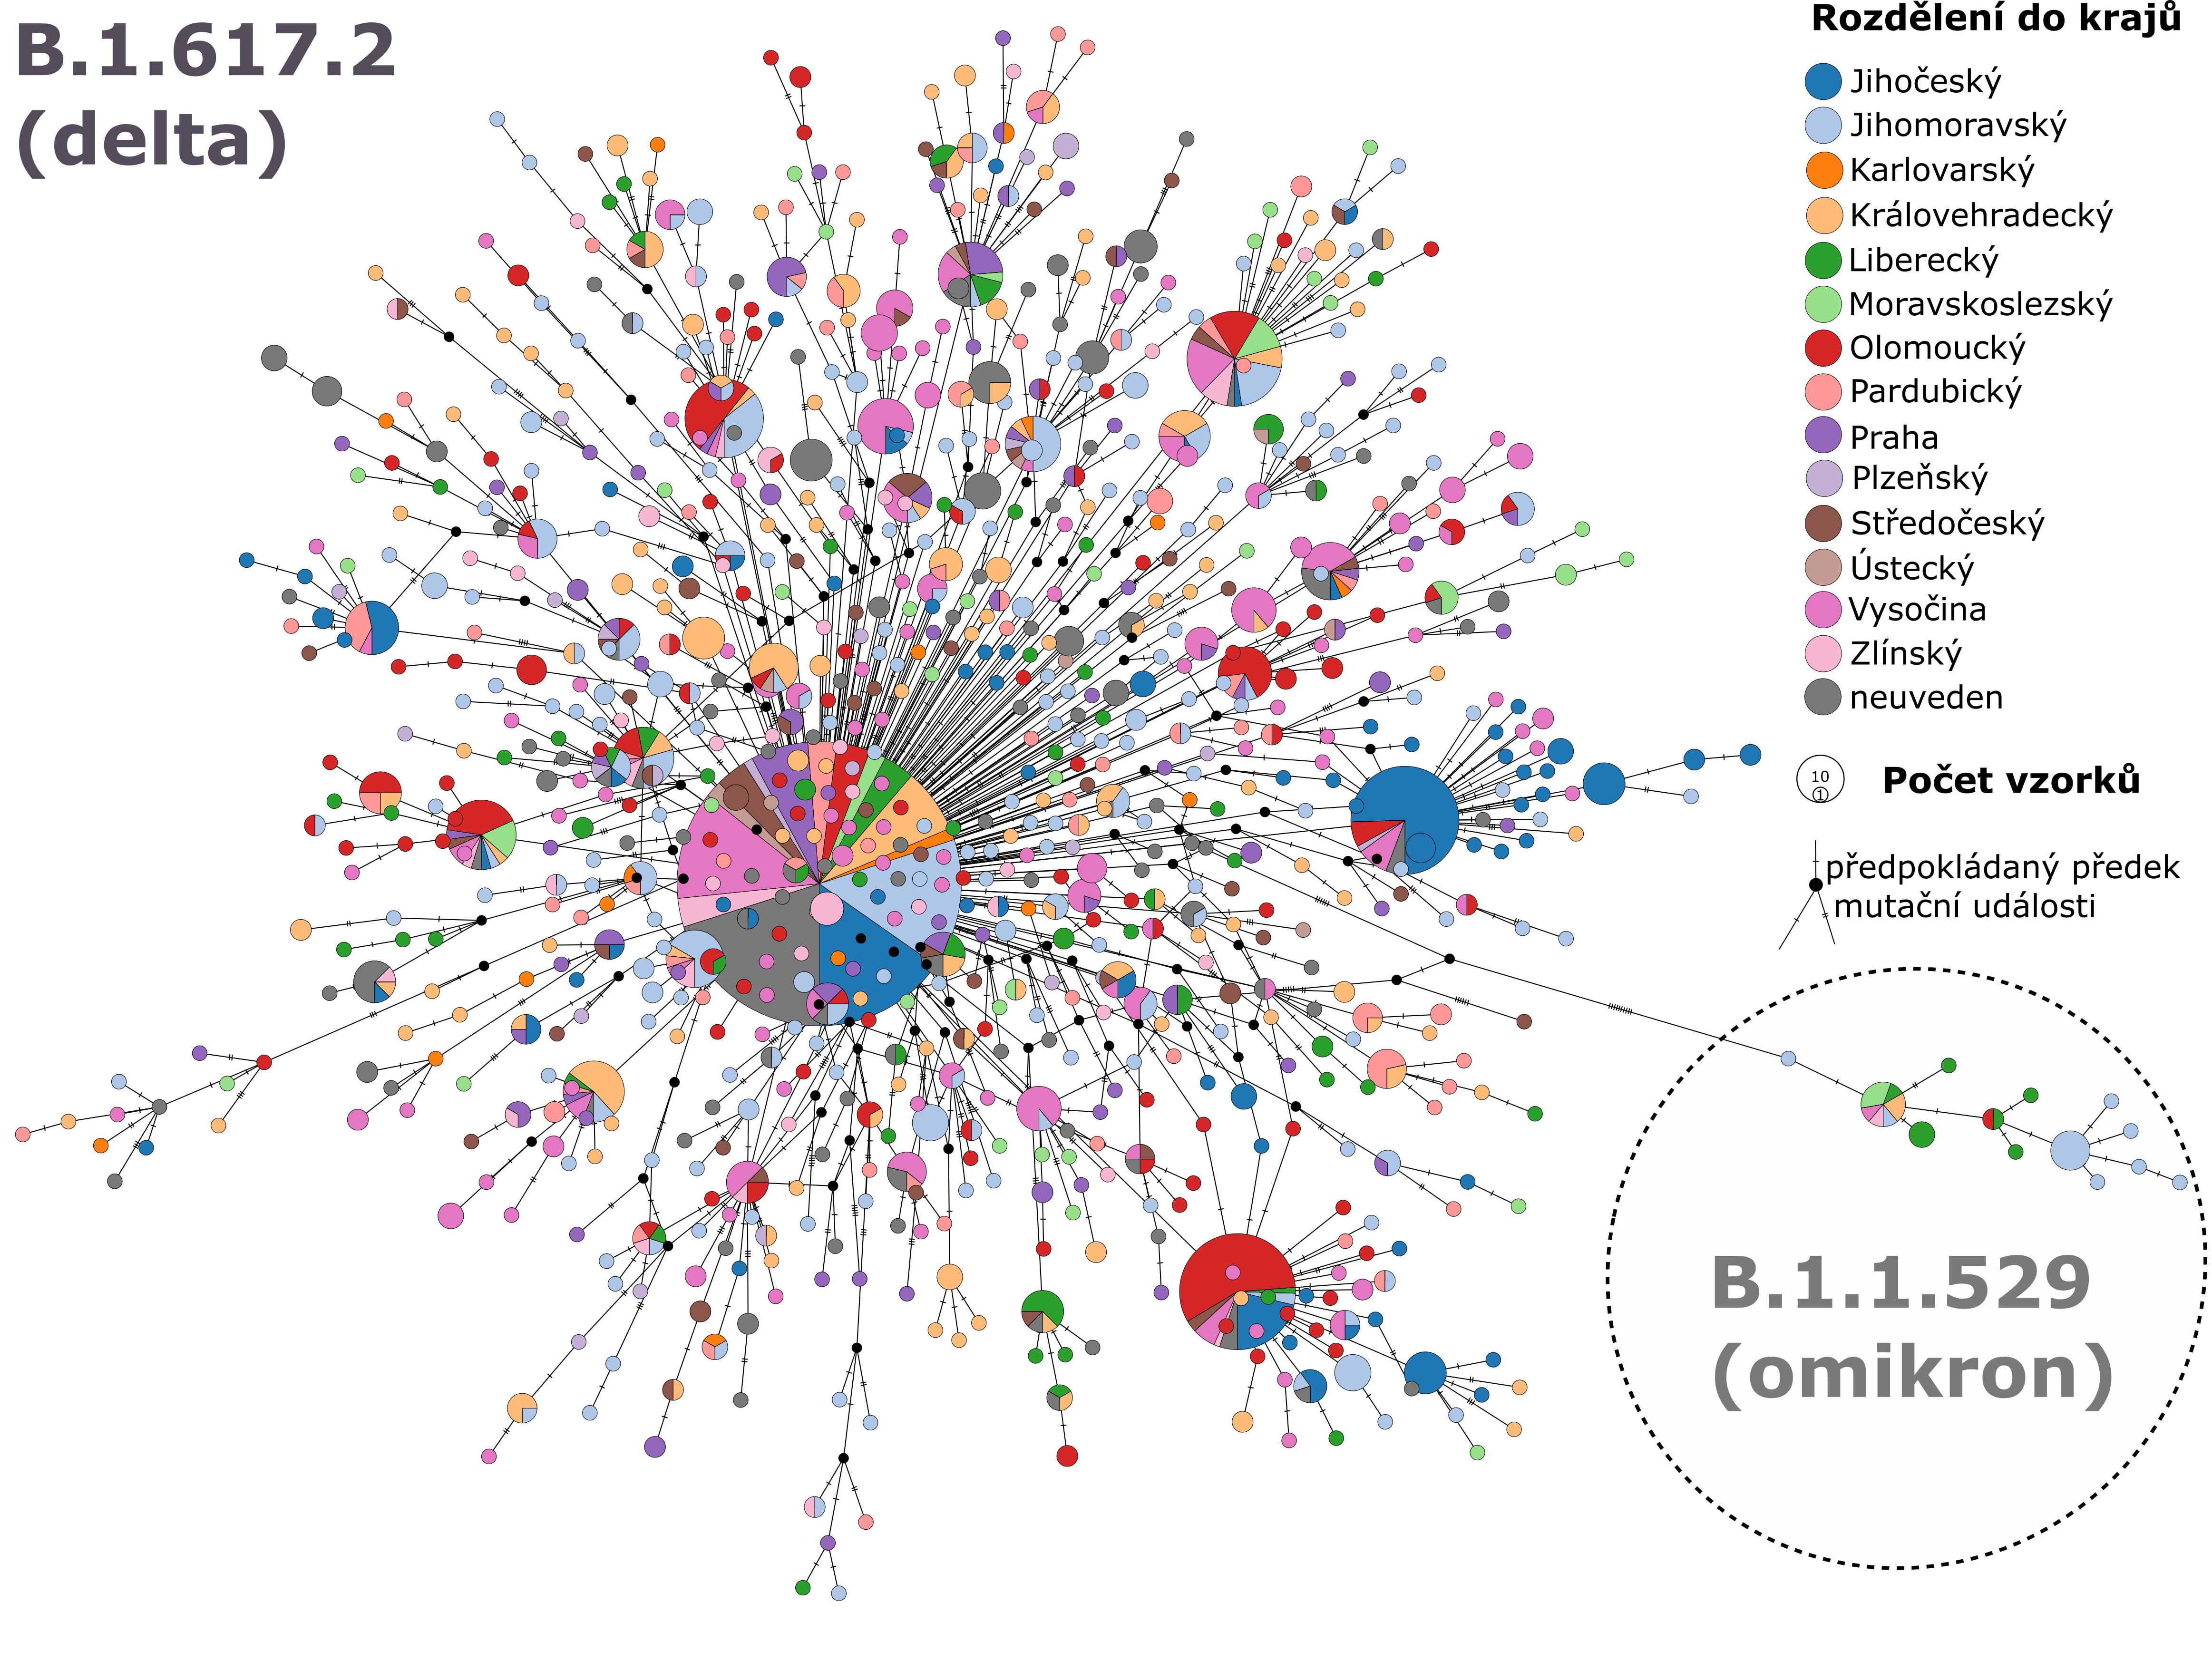 B.1.617.2
(delta)
Rozdělení do krajů
Jihočeský
Jihomoravský
Karlovarský
Královehradecký
Liberecký
Moravskoslezský
Olomoucký
Pardubický
Praha
Plzeňský
Středočeský
Ústecký
Vysočina
Zlínský
neuveden
10
1
Počet vzorků
předpokládaný předek
mutační události
B.1.1.529
(omikron)